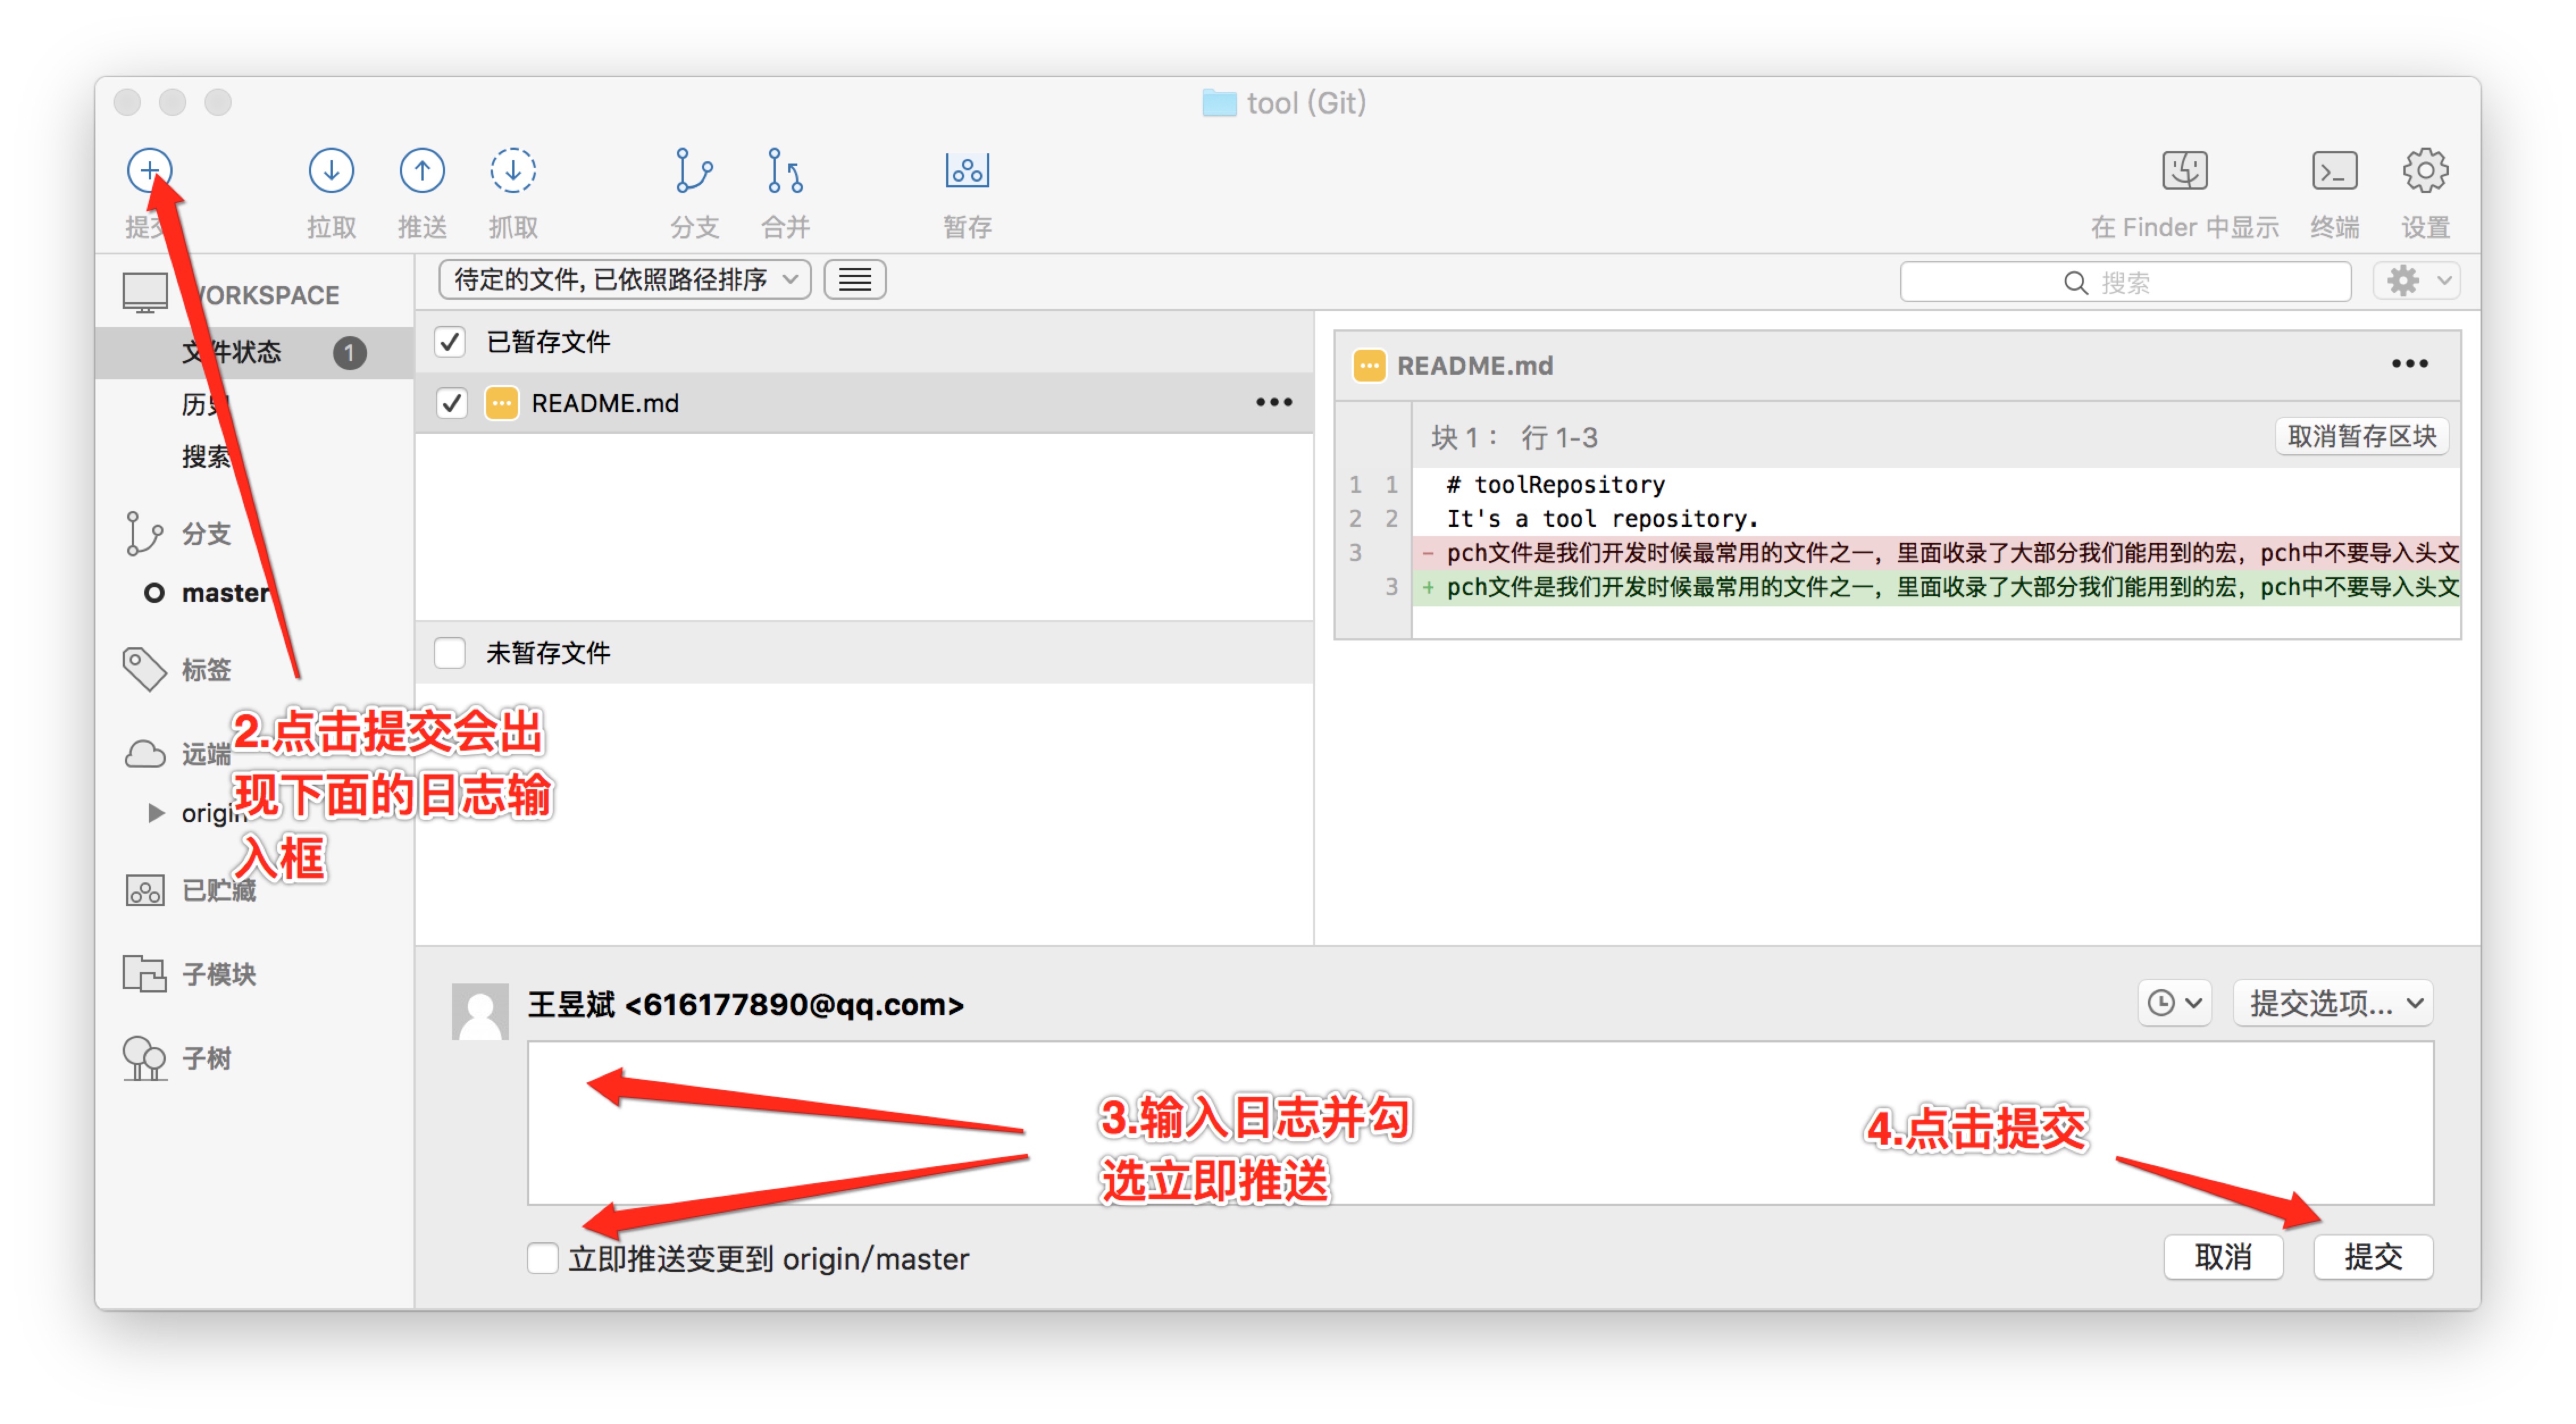 tool (Git)
提交
拉取
推送
抓取
分支
合并
暂存
在 Finder 中显示
终端
设置
WORKSPACE
待定的文件, 已依照路径排序
搜索
文件状态
1
历史
搜索
分支
master
标签
远端
origin
已贮藏
子模块
子树
已暂存文件
README.md
未暂存文件
README.md
块 1： 行 1-3
取消暂存区块
1 1 # toolRepository
2 2 It's a tool repository.
3 - pch文件是我们开发时候最常用的文件之一，里面收录了大部分我们能用到的宏，pch中不要导入头文
3 + pch文件是我们开发时候最常用的文件之一，里面收录了大部分我们能用到的宏，pch中不要导入头文
2.点击提交会出
现下面的日志输
入框
王昱斌 <616177890@qq.com>
提交选项...
3.输入日志并勾
选立即推送
4.点击提交
立即推送变更到 origin/master
取消
提交